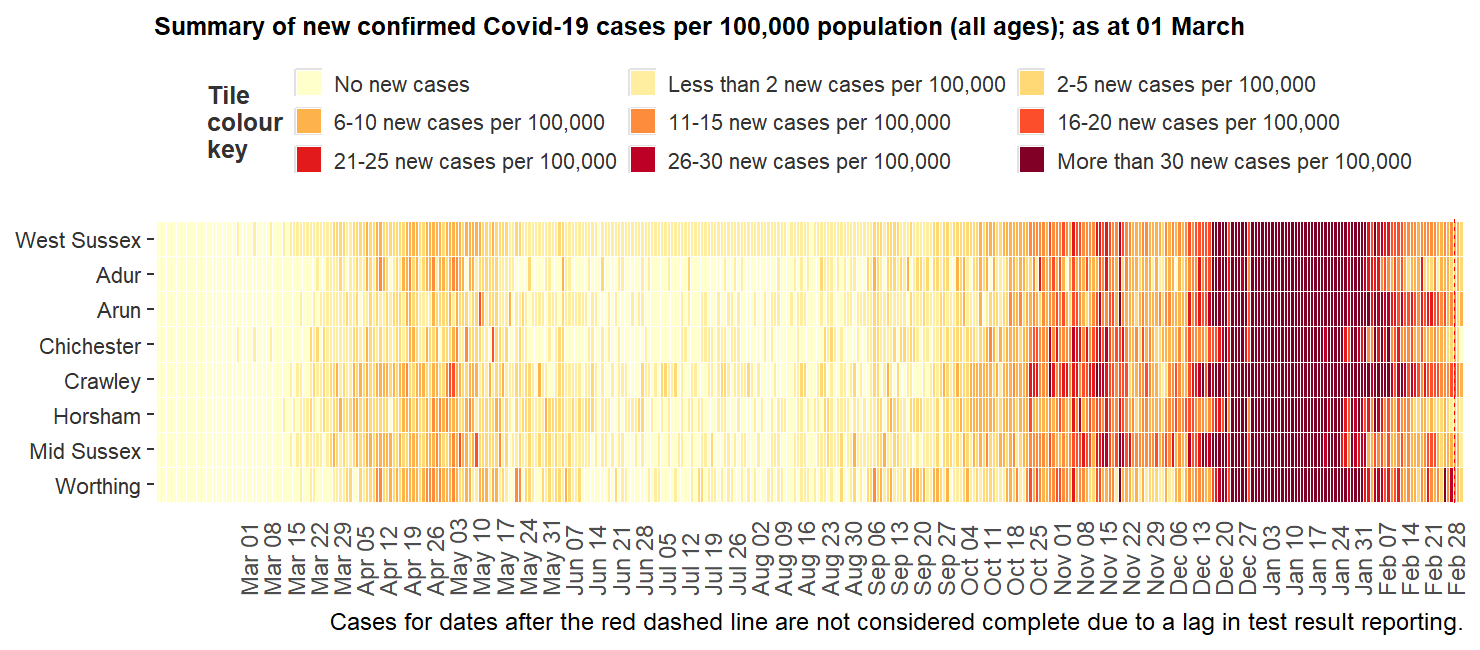 Summary of new confirmed Covid-19 cases per 100,000 population (all ages); as at 01 March
Tile
colour
key
No new cases
Less than 2 new cases per 100,000
2-5 new cases per 100,000
6-10 new cases per 100,000
11-15 new cases per 100,000
16-20 new cases per 100,000
21-25 new cases per 100,000
26-30 new cases per 100,000
More than 30 new cases per 100,000
West Sussex
Adur
Arun
Chichester
Crawley
Horsham
Mid Sussex
Worthing
Mar 01
Mar 08
Mar 15
Mar 22
Mar 29
Apr 05
Apr 12
Apr 19
Apr 26
May 03
May 10
May 17
May 24
May 31
Jun 07
Jun 14
Jun 21
Jun 28
Jul 05
Jul 12
Jul 19
Jul 26
Aug 02
Aug 09
Aug 16
Aug 23
Aug 30
Sep 06
Sep 13
Sep 20
Sep 27
Oct 04
Oct 11
Oct 18
Oct 25
Nov 01
Nov 08
Nov 15
Nov 22
Nov 29
Dec 06
Dec 13
Dec 20
Dec 27
Jan 03
Jan 10
Jan 17
Jan 24
Jan 31
Feb 07
Feb 14
Feb 21
Feb 28
Cases for dates after the red dashed line are not considered complete due to a lag in test result reporting.